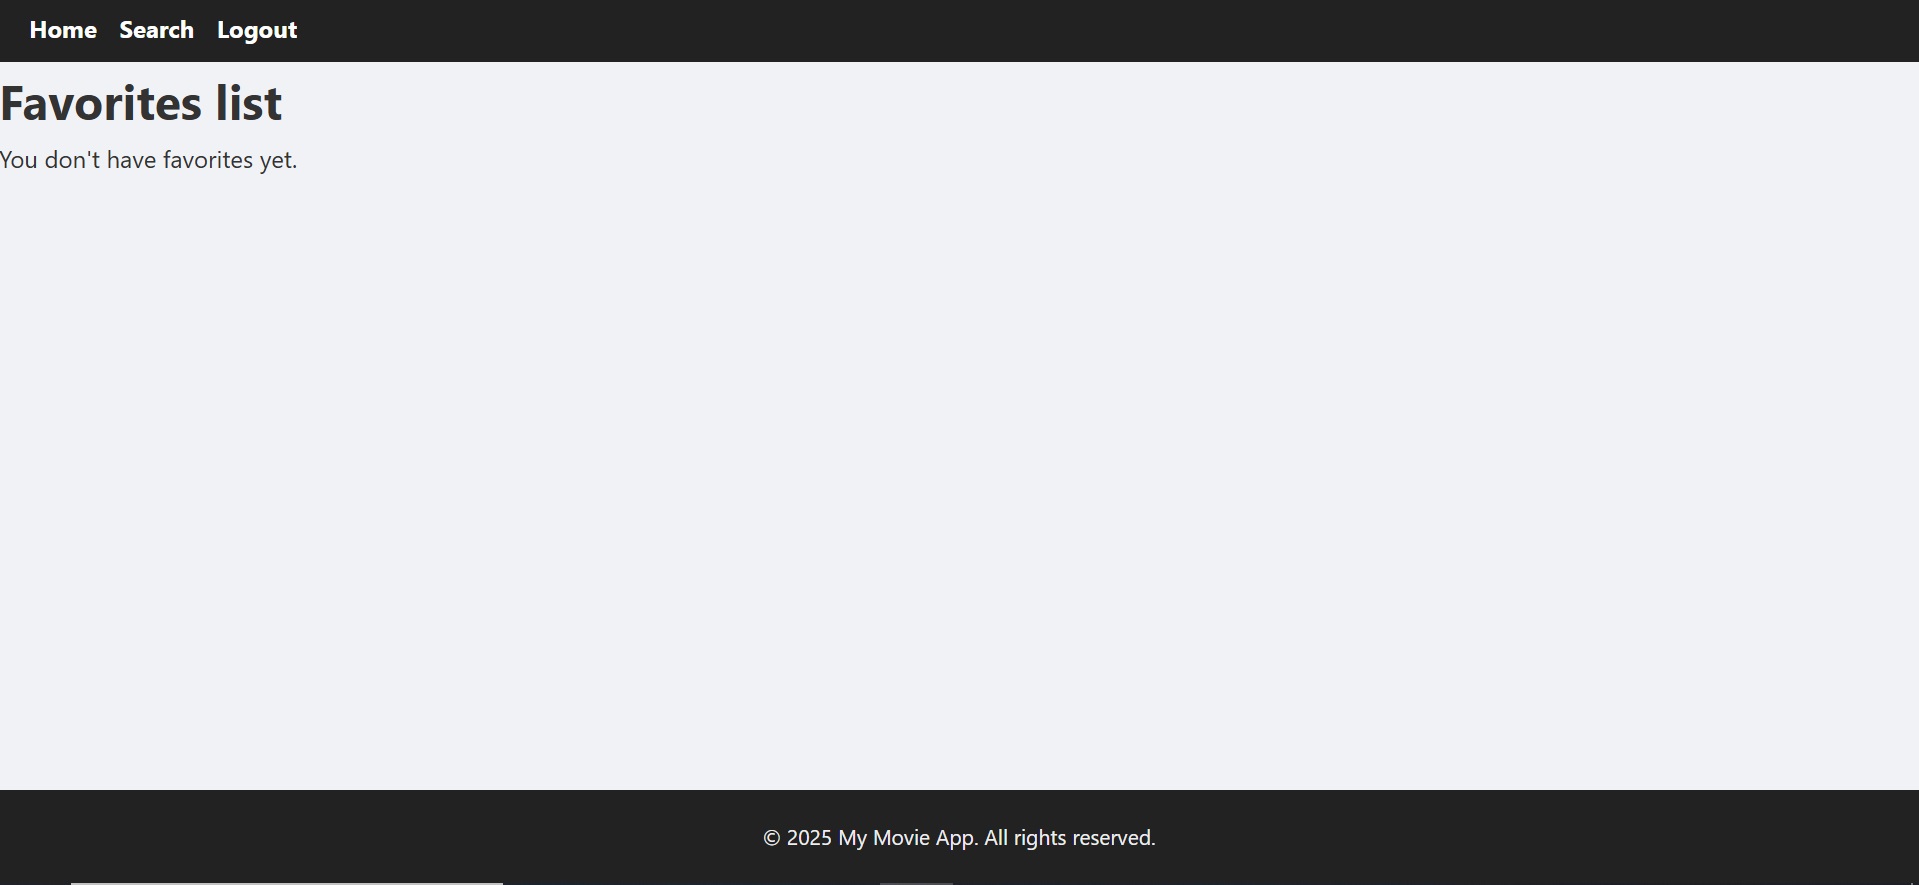 Home Search Logout
Favorites list
You don't have favorites yet.
© 2025 My Movie App. All rights reserved.